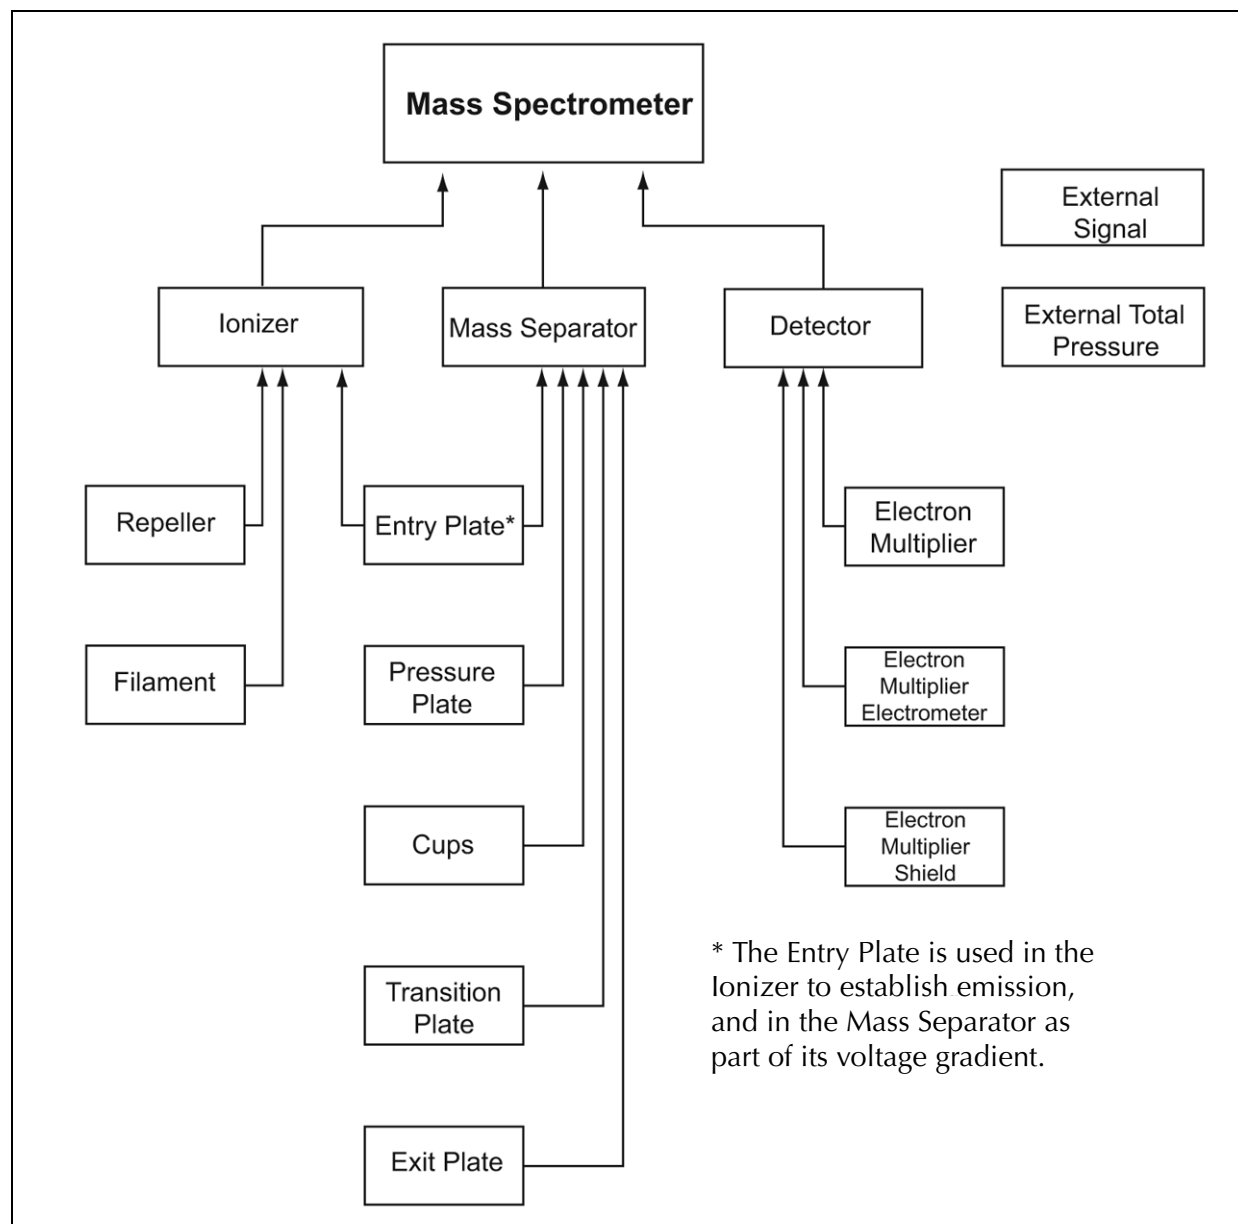 Mass Spectrometer
External
Signal
Ionizer
Mass Separator
Detector
External Total
Pressure
Repeller
Entry Plate*
Electron
Multiplier
Filament
Pressure
Plate
Electron
Multiplier
Electrometer
Cups
Electron
Multiplier
Shield
Transition
Plate
* The Entry Plate is used in the
Ionizer to establish emission,
and in the Mass Separator as
part of its voltage gradient.
Exit Plate